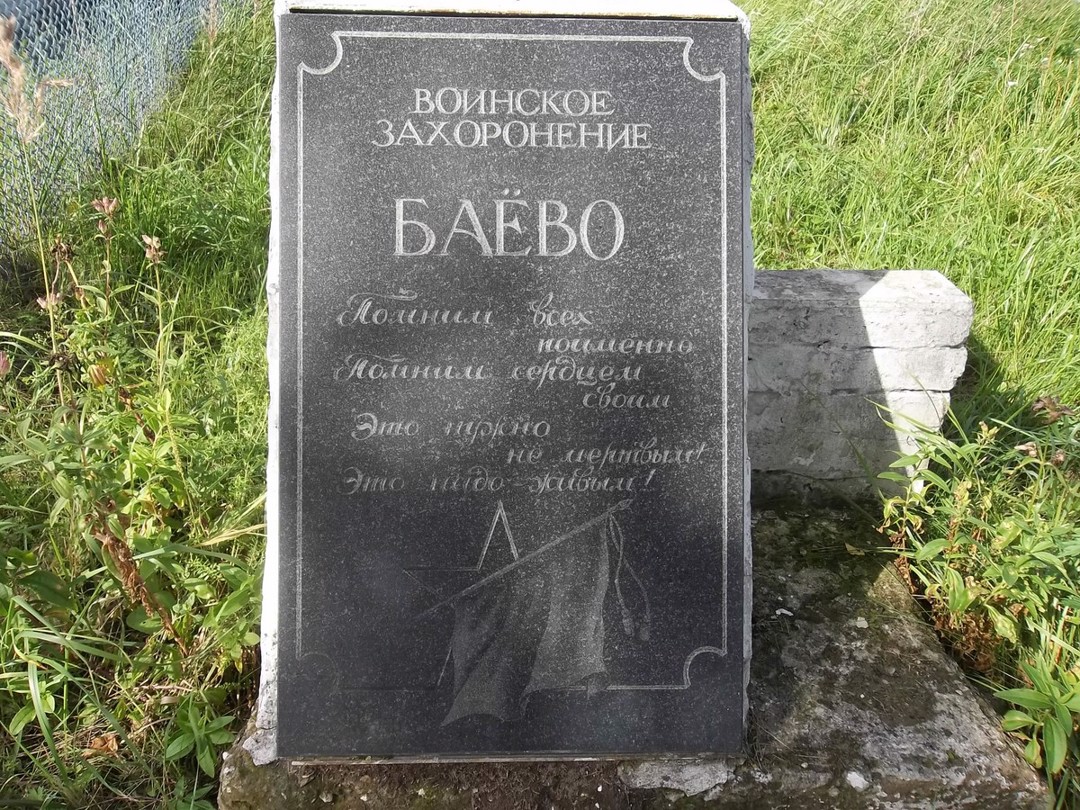 ВОИНСКОЕ
ЗАХОРОНЕНИЕ
БАЁВО
Помним всех
поименно
Помним сердцем
своим
Это нужно
не мертвым!
Это надо-живым!